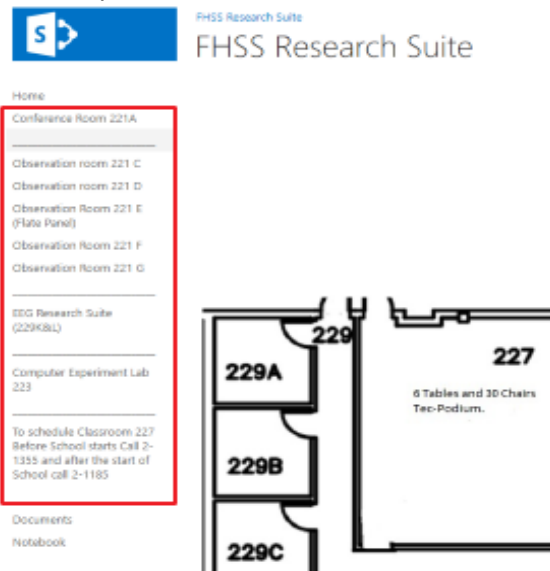 S
FHSS Research Suite
FHSS Research Suite
Home
Conference Room 221A
Observation room 221 C
Observation room 221 D
Observation Room 221 E
(Flate Panel)
Observation Room 221 F
Observation Room 221 G
EEG Research Suite
(229K&L)
Computer Experiment Lab
223
To schedule Classroom 227
Before School starts Call 2-
1355 and after the start of
School call 2-1185
Documents
Notebook
229
227
229A
6 Tables and 30 Chairs
Tec-Podium.
229B
229C